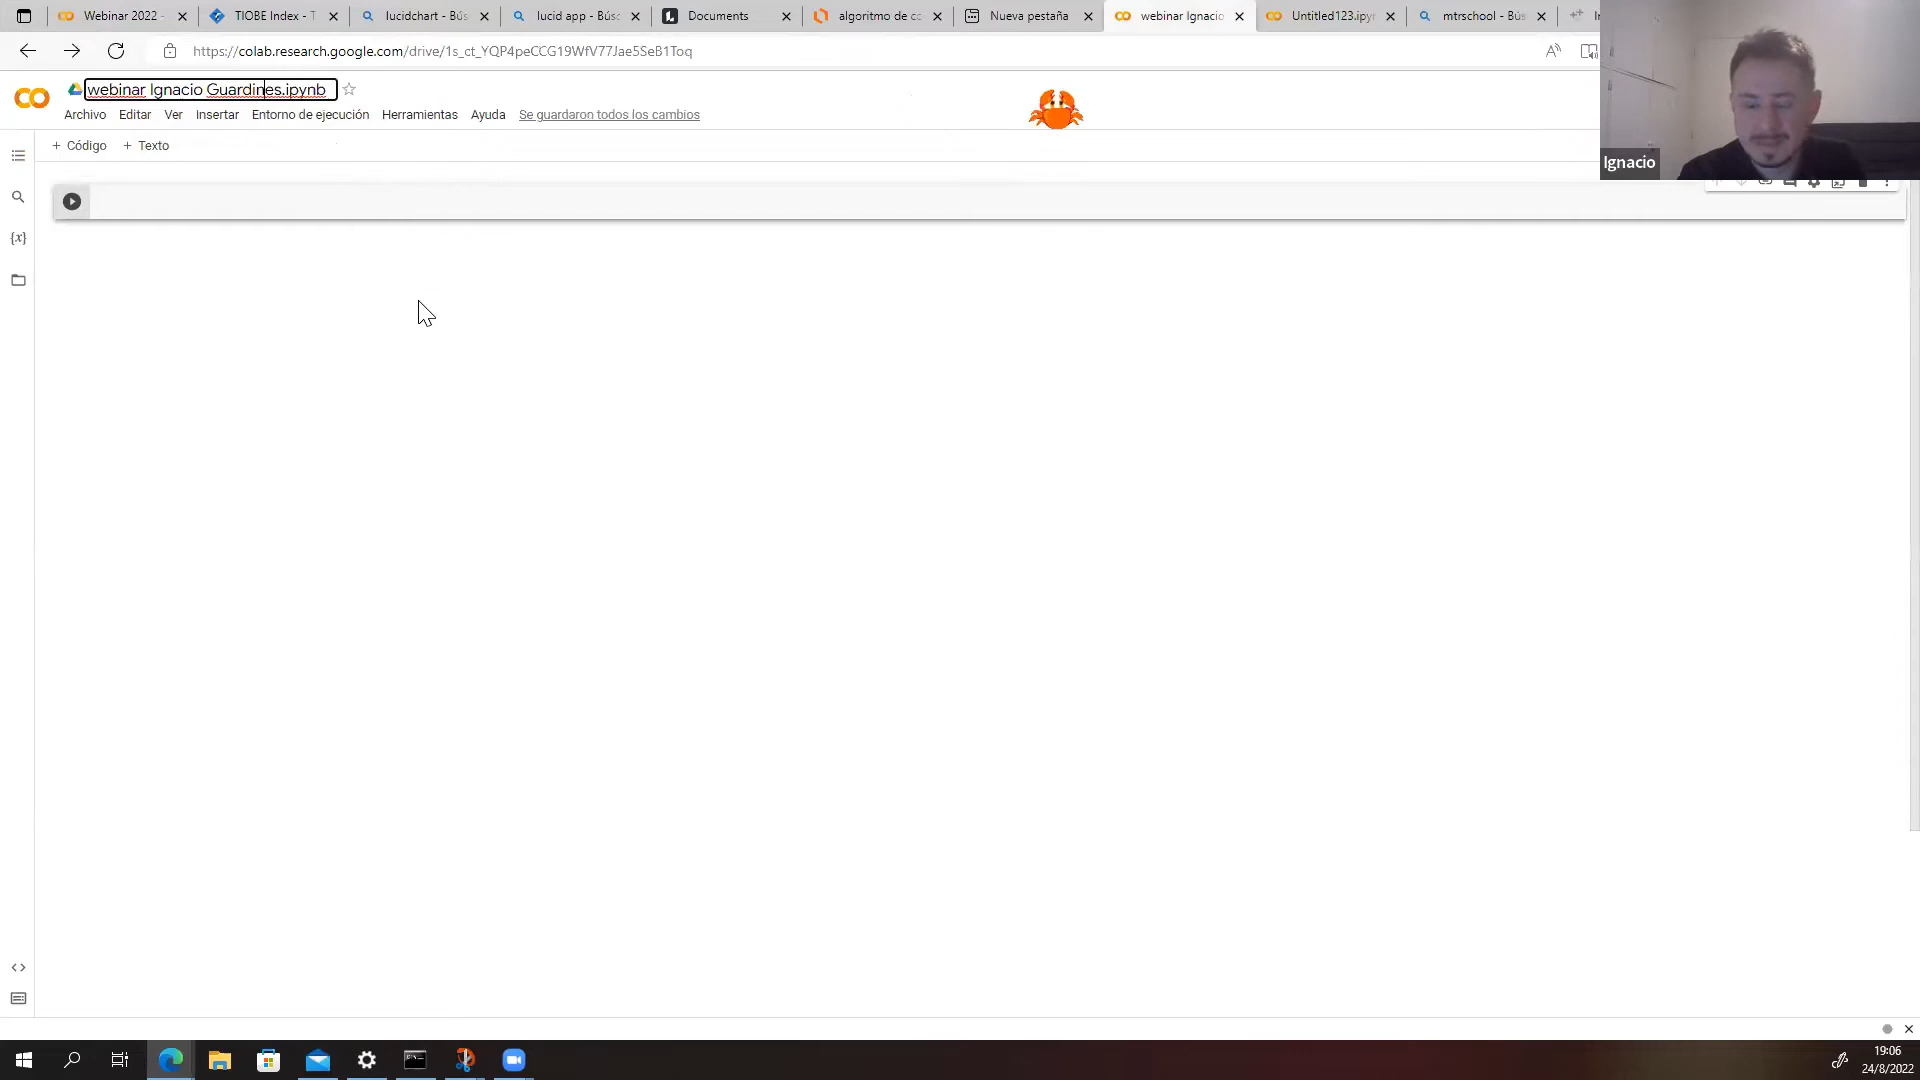 Webinar 2022 -
TIOBE Index - T
lucidchart - Bús
lucid app - Búsc
Documents
algoritmo de cc
Nueva pestaña
webinar Ignacio
Untitled123.ipyr
mtrschool - Bús
https://colab.research.google.com/drive/1s_ct_YQP4peCCG19WfV77Jae5SeB1Toq
webinar Ignacio Guardines.ipynb
Archivo Editar Ver Insertar Entorno de ejecución Herramientas Ayuda Se guardaron todos los cambios
+ Código + Texto
Ignacio
19:06
24/8/2022